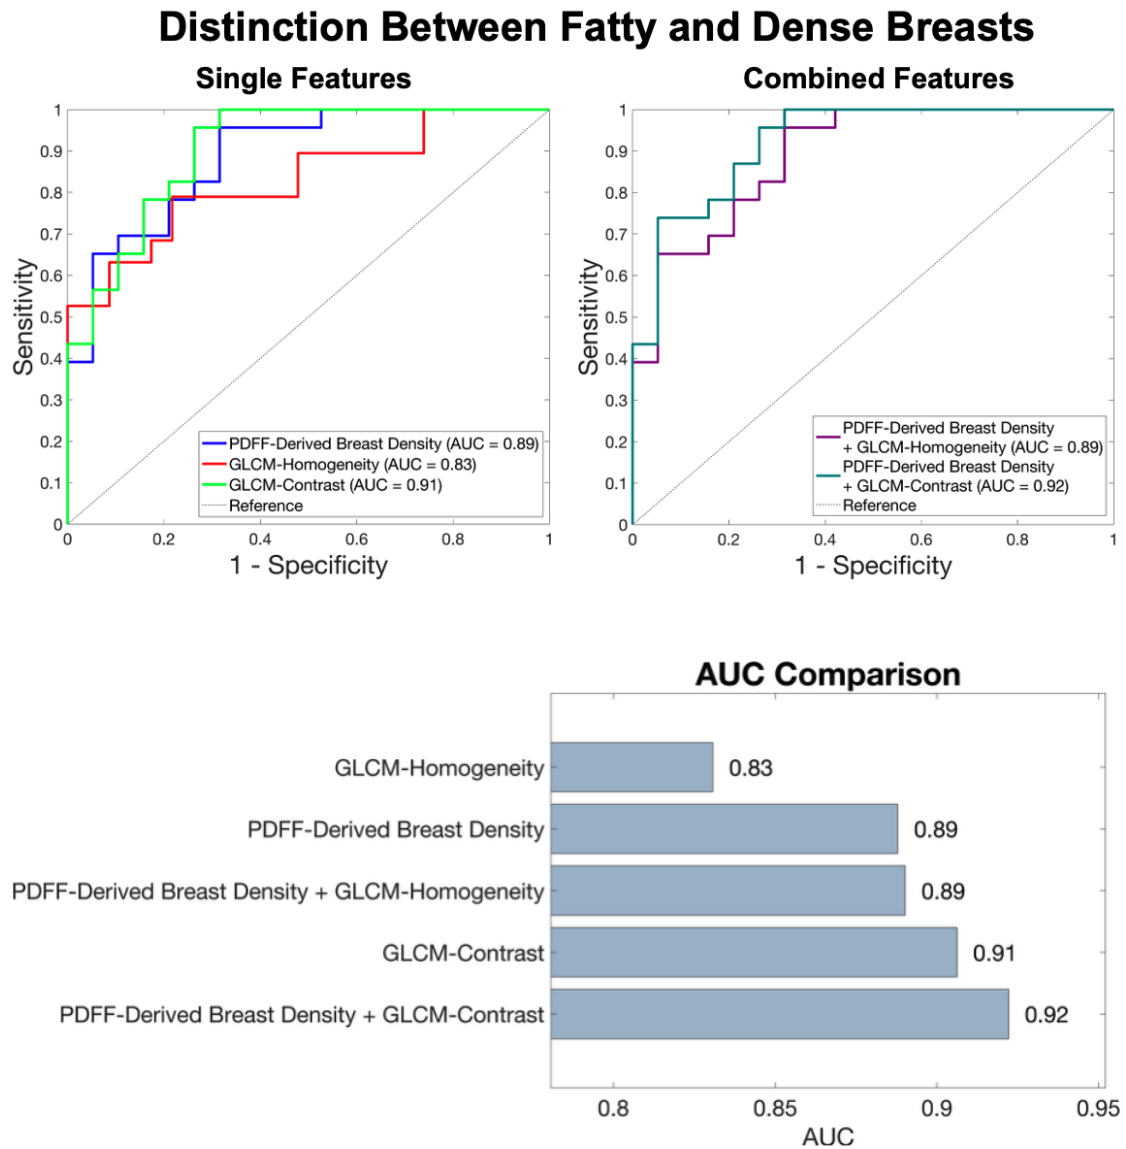 Distinction Between Fatty and Dense Breasts
Single Features
1
0.9
0.8
0.7
0.6
0.5
0.4
0.3
0.2
0.1
0
Sensitivity
PDFF-Derived Breast Density (AUC = 0.89)
GLCM-Homogeneity (AUC = 0.83)
GLCM-Contrast (AUC = 0.91)
Reference
0 0.2 0.4 0.6 0.8 1
1 - Specificity
Combined Features
1
0.9
0.8
0.7
0.6
0.5
0.4
0.3
0.2
0.1
0
Sensitivity
PDFF-Derived Breast Density
+ GLCM-Homogeneity (AUC = 0.89)
PDFF-Derived Breast Density
+ GLCM-Contrast (AUC = 0.92)
Reference
0 0.2 0.4 0.6 0.8 1
1 - Specificity
AUC Comparison
GLCM-Homogeneity 0.83
PDFF-Derived Breast Density 0.89
PDFF-Derived Breast Density + GLCM-Homogeneity 0.89
GLCM-Contrast 0.91
PDFF-Derived Breast Density + GLCM-Contrast 0.92
0.8 0.85 0.9 0.95
AUC